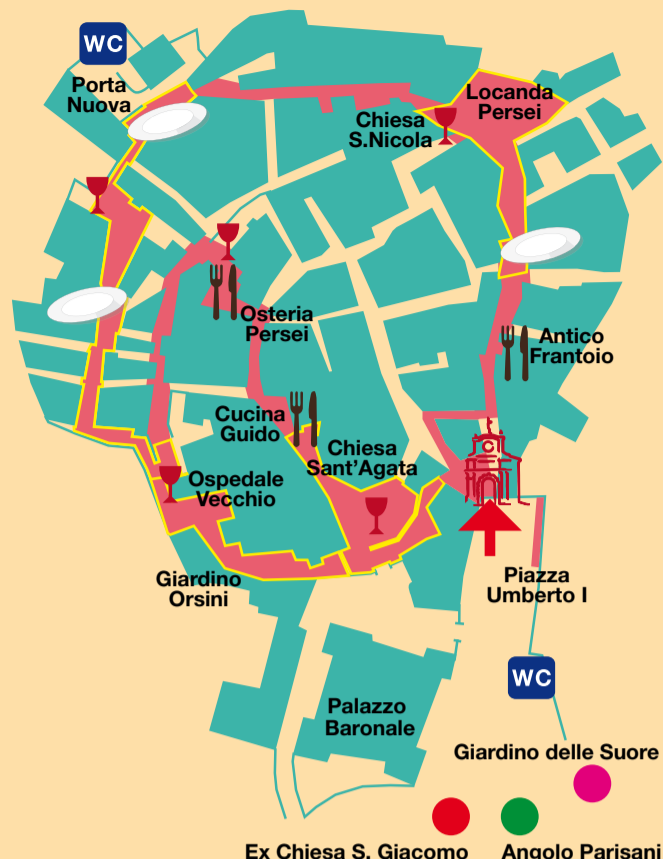 WC
Porta
Nuova
Locanda
Persei
Chiesa
S.Nicola
Osteria
Persei
Antico
Frantoio
Cucina
Guido
Chiesa
Sant'Agata
Ospedale
Vecchio
Giardino
Orsini
Piazza
Umberto I
WC
Palazzo
Baronale
Giardino delle Suore
Ex Chiesa S. Giacomo
Angolo Parisani